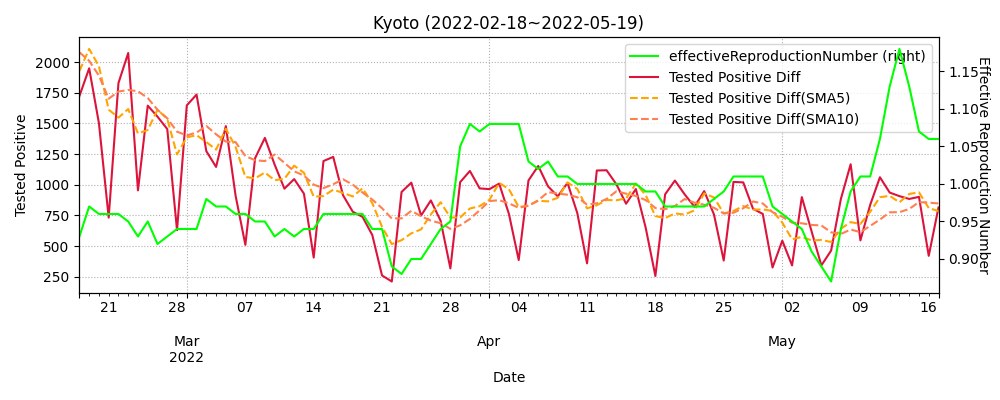 Kyoto (2022-02-18~2022-05-19)
effectiveReproductionNumber (right)
Tested Positive Diff
Tested Positive Diff(SMA5)
Tested Positive Diff(SMA10)
Tested Positive
2000
1750
1500
1250
1000
750
500
250
Effective Reproduction Number
1.15
1.10
1.05
1.00
0.95
0.90
21 28 07 14 21 28 04 11 18 25 02 09 16
Mar Apr May
2022
Date